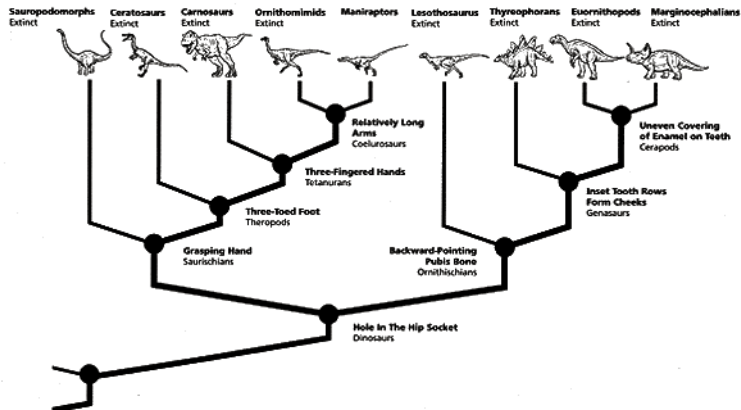 Sauropodomorphs
Extinct
Ceratosaurs
Extinct
Carnosaurs
Extinct
Ornithomimids
Extinct
Maniraptors
Lesothosaurus
Extinct
Thyreophorans
Extinct
Euornithopods
Extinct
Marginocephalians
Extinct
Relatively Long
Arms
Coelurosaurs
Uneven Covering
of Enamel on Teeth
Cerapods
Three-Fingered Hands
Tetanurans
Inset Tooth Rows
Form Cheeks
Genasaurs
Three-Toed Foot
Theropods
Grasping Hand
Saurischians
Backward-Pointing
Pubis Bone
Ornithischians
Hole In The Hip Socket
Dinosaurs